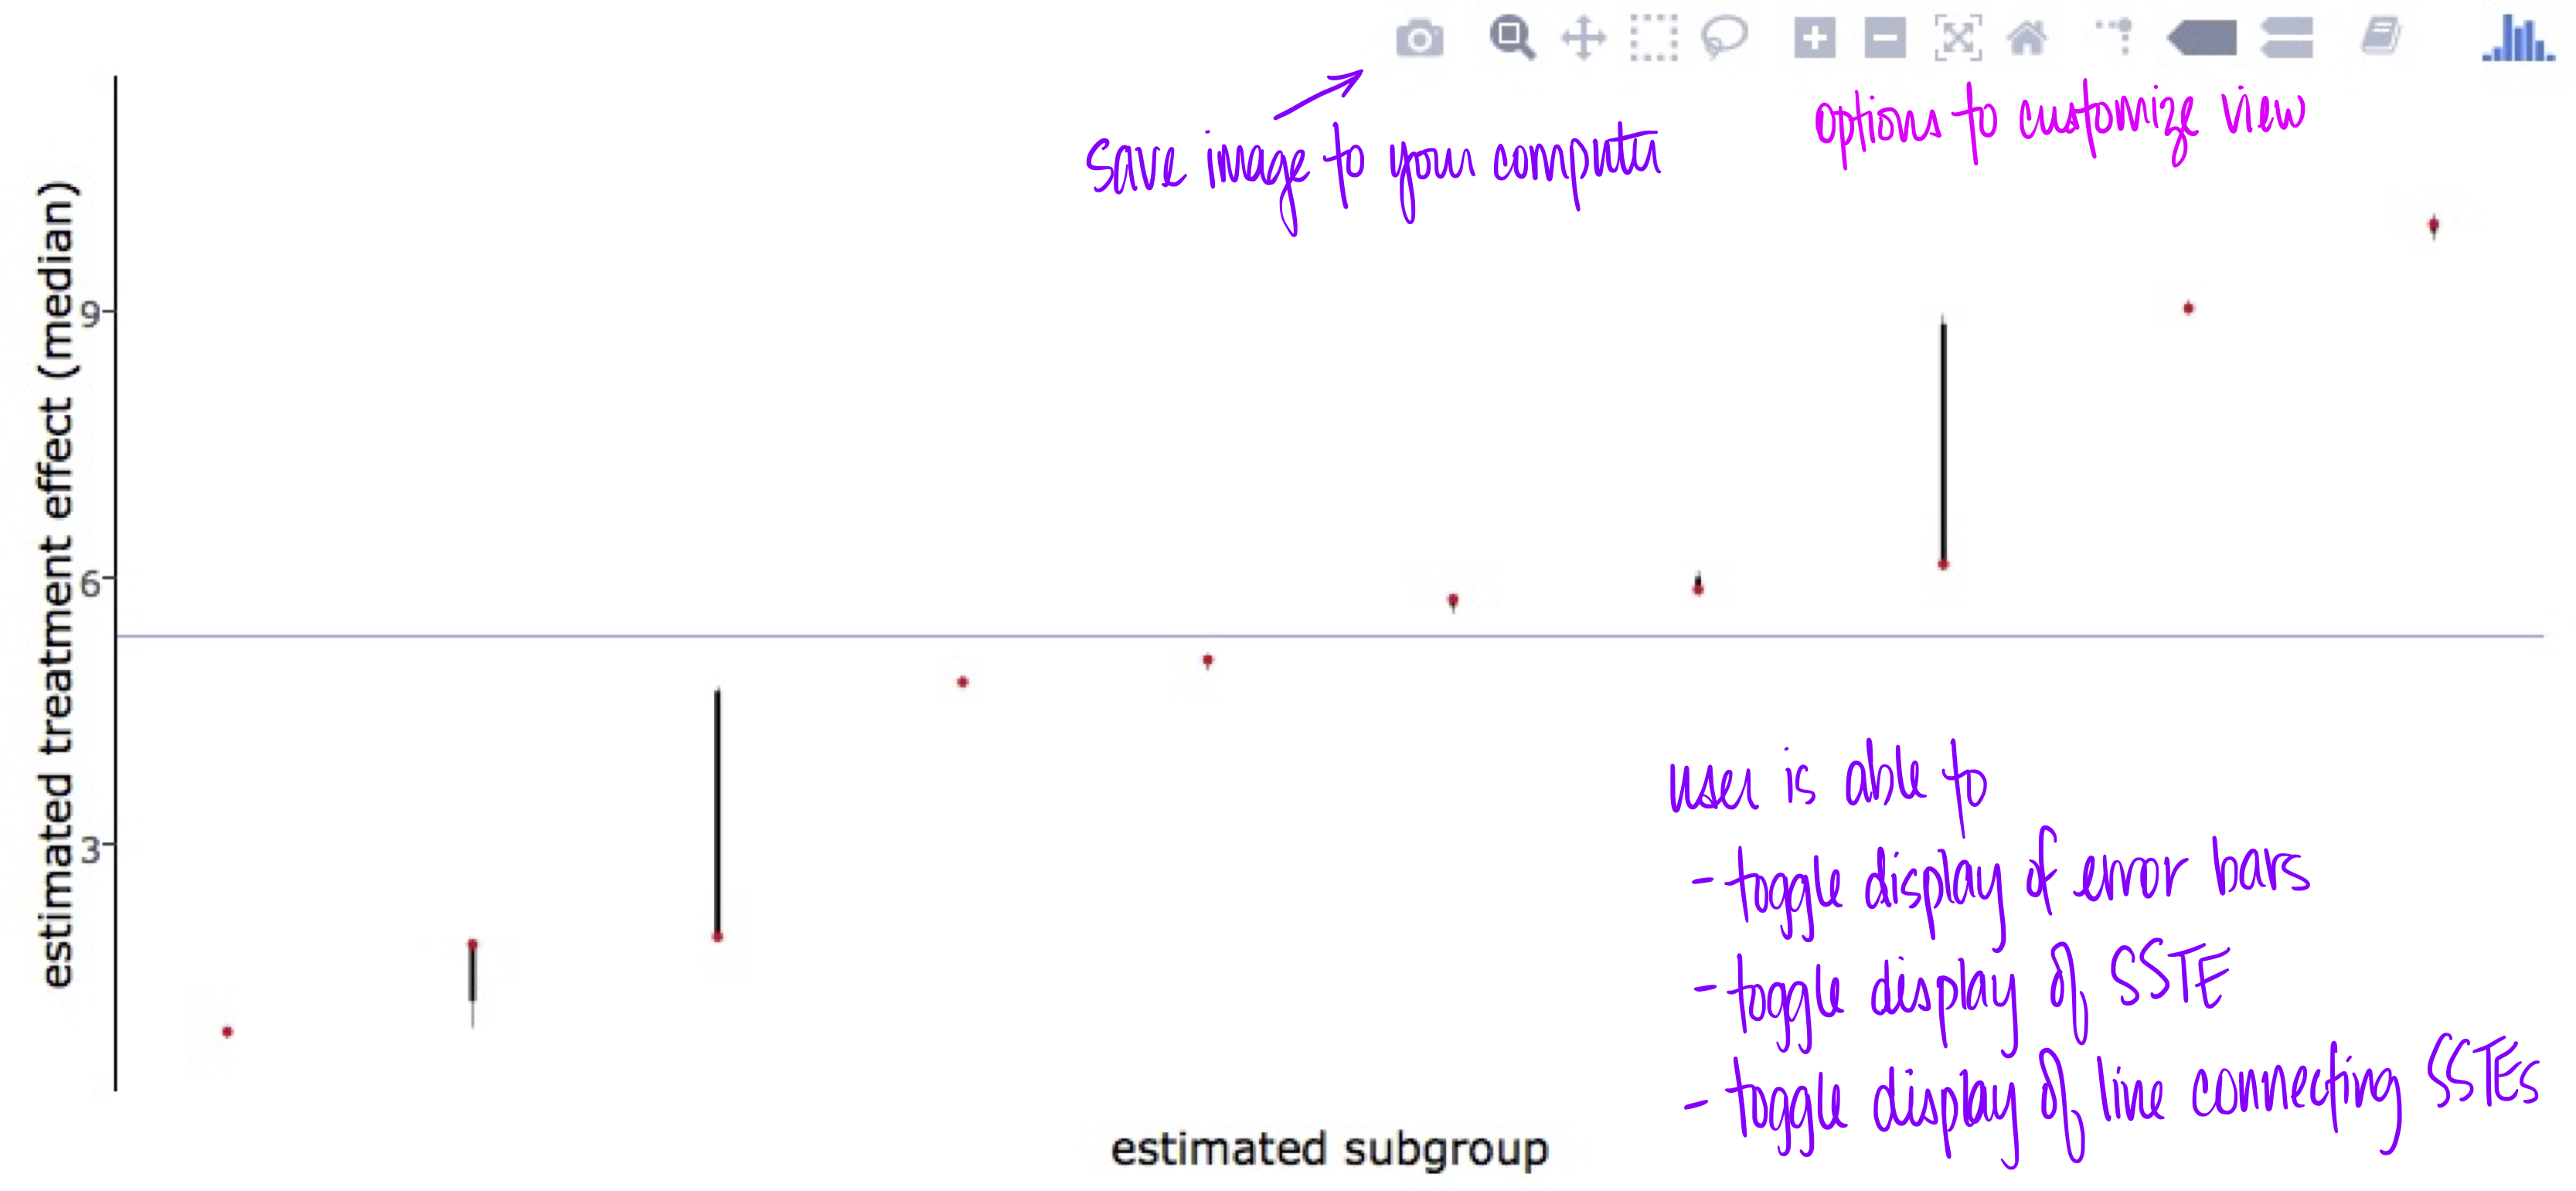 save image to your computer
options to customize view
estimated treatment effect (median)
9
6
3
user is able to
- toggle display of error bars
- toggle display of SSTE
- toggle display of line connecting SSTEs
estimated subgroup